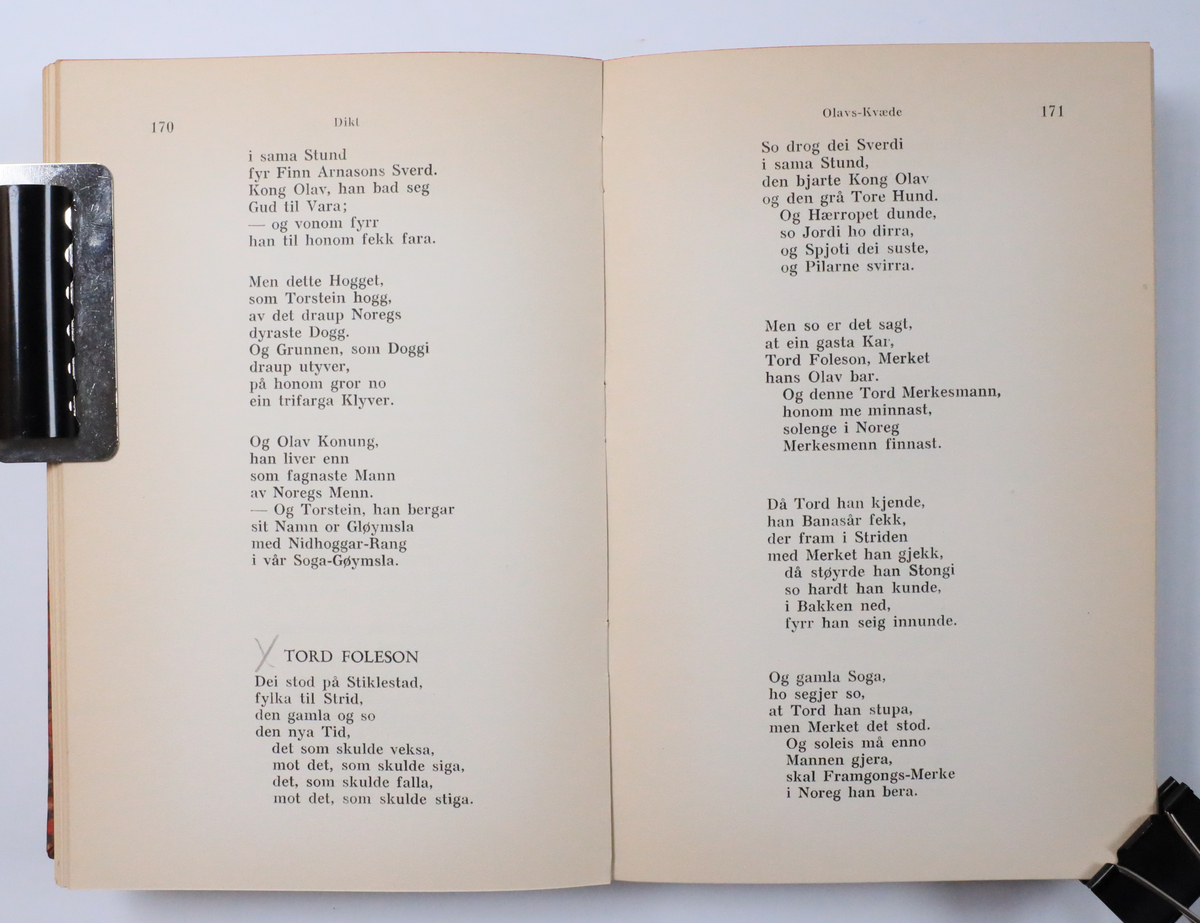 170
Dikt
i sama Stund
fyr Finn Arnasons Sverd.
Kong Olav, han bad seg
Gud til Vara;
— og vonom fyrr
han til honom fekk fara.
Men dette Hogget,
som Torstein hogg,
av det draup Noregs
dyraste Dogg.
Og Grunnen, som Doggi
draup utyver,
på honom gror no
ein trifarga Klyver.
Og Olav Konung,
han liver enn
som fagnaste Mann
av Noregs Menn.
— Og Torstein, han bergar
sit Namn or Gløymsla
med Nidhoggar-Rang
i vår Soga-Gøymsla.
TORD FOLESON
Dei stod på Stiklestad,
fylka til Strid,
den gamla og so
den nya Tid,
det som skulde veksa,
mot det, som skulde siga,
det, som skulde falla,
mot det, som skulde stiga.
Olavs-Kvæde
171
So drog dei Sverdi
i sama Stund,
den bjarte Kong Olav
og den grå Tore Hund.
Og Hærropet dunde,
so Jordi ho dirra,
og Spjoti dei suste,
og Pilarne svirra.
Men so er det sagt,
at ein gasta Kar,
Tord Foleson, Merket
hans Olav bar.
Og denne Tord Merkesmann,
honom me minnast,
solenge i Noreg
Merkesmenn finnast.
Då Tord han kjende,
han Banasår fekk,
der fram i Striden
med Merket han gjekk,
då støyrde han Stongi
so hardt han kunde,
i Bakken ned,
fyrr han seig innunde.
Og gamla Soga,
ho segjer so,
at Tord han stupa,
men Merket det stod.
Og soleis må enno
Mannen gjera,
skal Framgongs-Merke
i Noreg han bera.